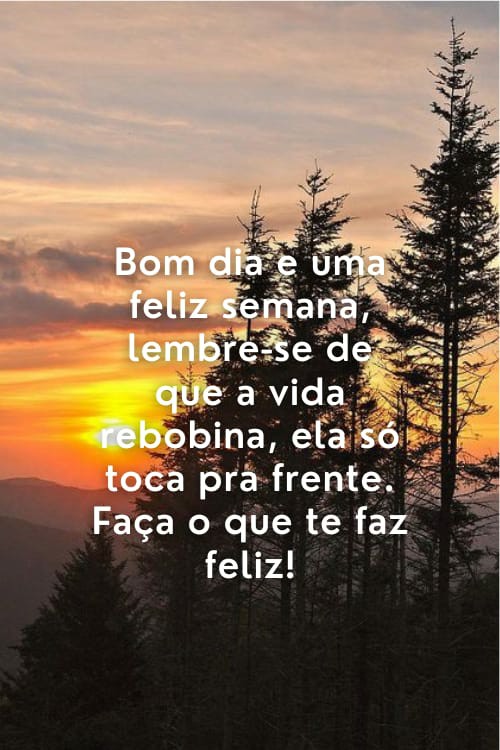 Bom dia e uma
feliz semana,
lembre-se de
que a vida
rebobina, ela só
toca pra frente.
Faça o que te faz
feliz!